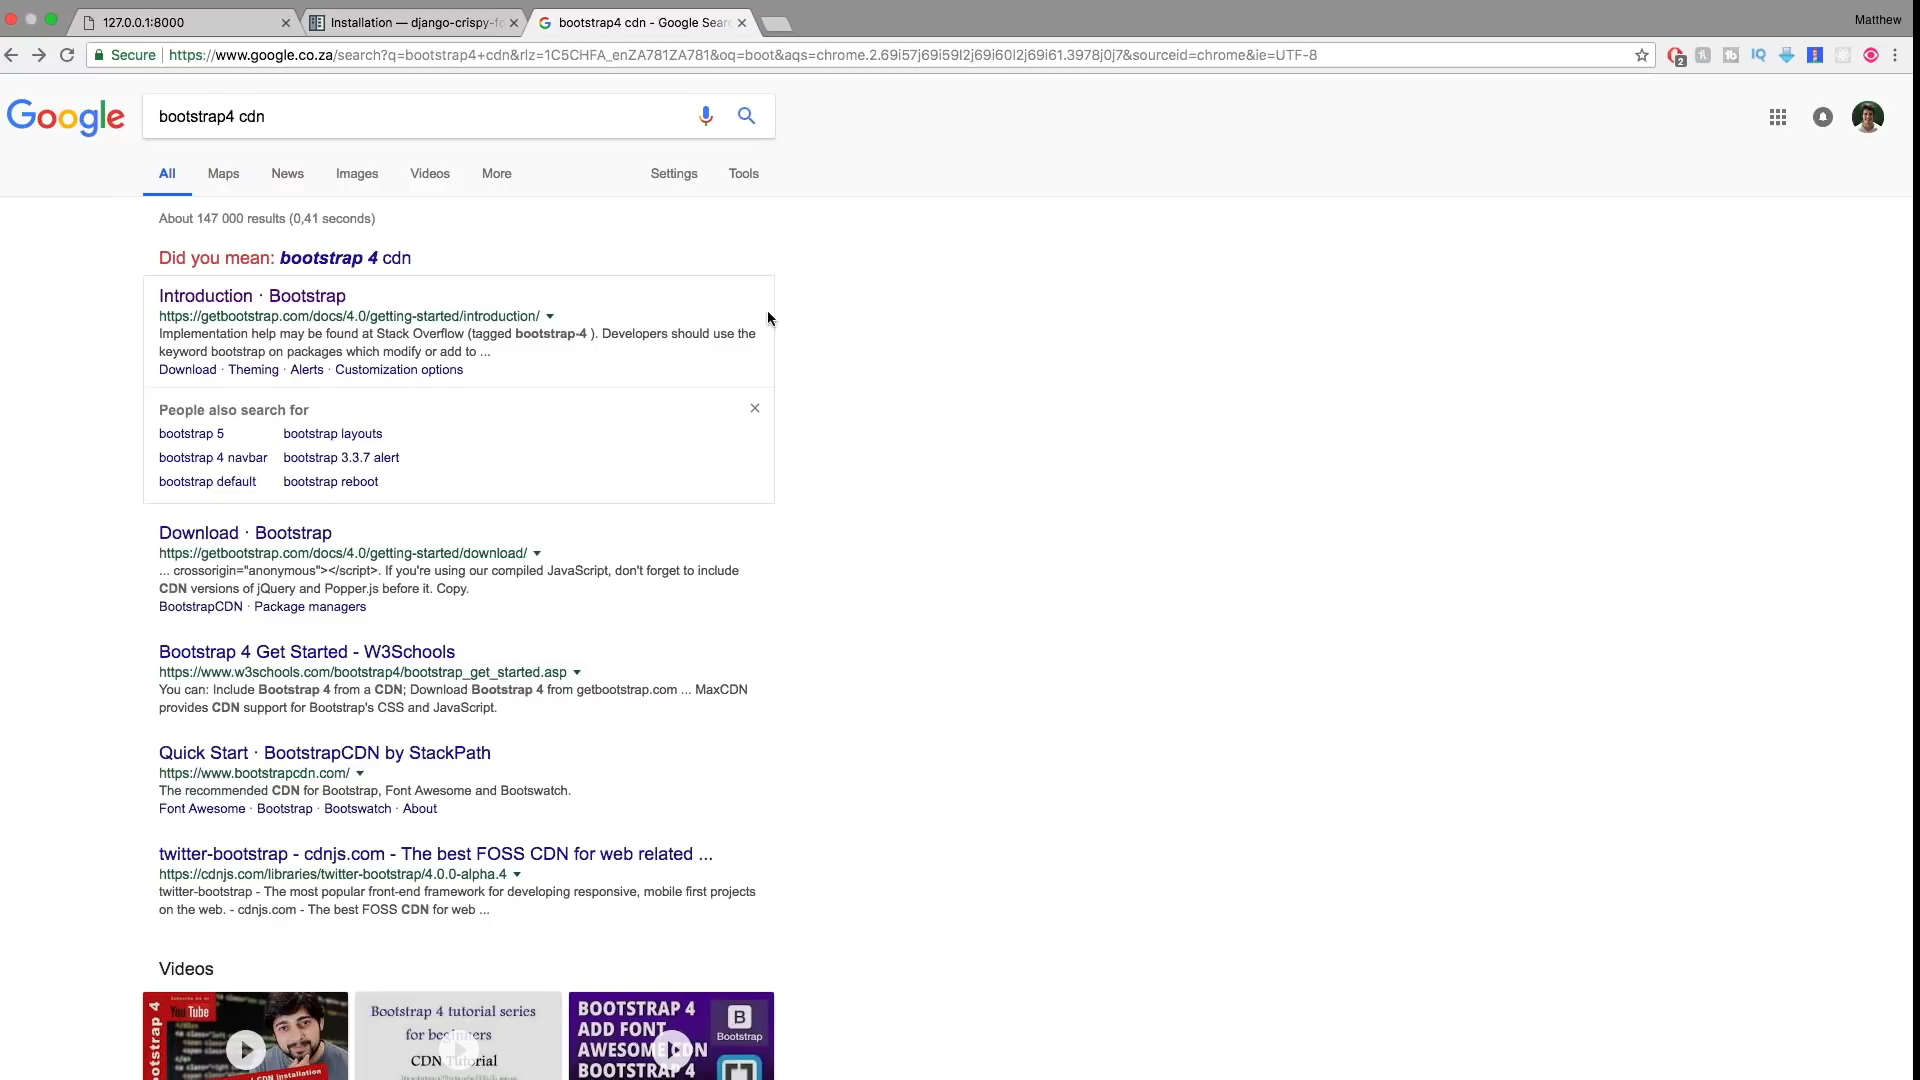 127.0.0.1:8000
Installation — django-crispy-fo
bootstrap4 cdn - Google Sear
Matthew
Secure
https://www.google.co.za/search?q=bootstrap4+cdn&rlz=1C5CHFA_enZA781ZA781&oq=boot&aqs=chrome.2.69i57j69i59l2j69i60l2j69i61.3978j0j7&sourceid=chrome&ie=UTF-8
2
IQ
Google
bootstrap4 cdn
All Maps News Images Videos More Settings Tools
About 147 000 results (0,41 seconds)
Did you mean: bootstrap 4 cdn
Introduction · Bootstrap
https://getbootstrap.com/docs/4.0/getting-started/introduction/
Implementation help may be found at Stack Overflow (tagged bootstrap-4 ). Developers should use the
keyword bootstrap on packages which modify or add to ...
Download · Theming · Alerts · Customization options
People also search for
bootstrap 5 bootstrap layouts
bootstrap 4 navbar bootstrap 3.3.7 alert
bootstrap default bootstrap reboot
Download · Bootstrap
https://getbootstrap.com/docs/4.0/getting-started/download/
... crossorigin="anonymous"></script>. If you're using our compiled JavaScript, don't forget to include
CDN versions of jQuery and Popper.js before it. Copy.
BootstrapCDN · Package managers
Bootstrap 4 Get Started - W3Schools
https://www.w3schools.com/bootstrap4/bootstrap_get_started.asp
You can: Include Bootstrap 4 from a CDN; Download Bootstrap 4 from getbootstrap.com ... MaxCDN
provides CDN support for Bootstrap's CSS and JavaScript.
Quick Start · BootstrapCDN by StackPath
https://www.bootstrapcdn.com/
The recommended CDN for Bootstrap, Font Awesome and Bootswatch.
Font Awesome · Bootstrap · Bootswatch · About
twitter-bootstrap - cdnjs.com - The best FOSS CDN for web related ...
https://cdnjs.com/libraries/twitter-bootstrap/4.0.0-alpha.4
twitter-bootstrap - The most popular front-end framework for developing responsive, mobile first projects
on the web. - cdnjs.com - The best FOSS CDN for web ...
Videos
YouTube
Bootstrap 4 tutorial series
for beginners
CDN Tutorial
BOOTSTRAP 4
ADD FONT
AWESOME CDN
BOOTSTRAP 4
B
Bootstrap